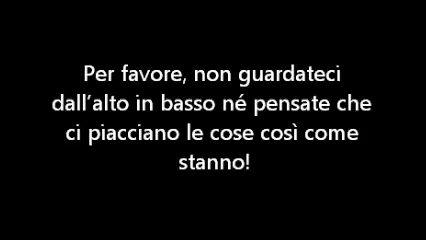 Per favore, non guardateci
dall’alto in basso né pensate che
ci piacciano le cose così come
stanno!